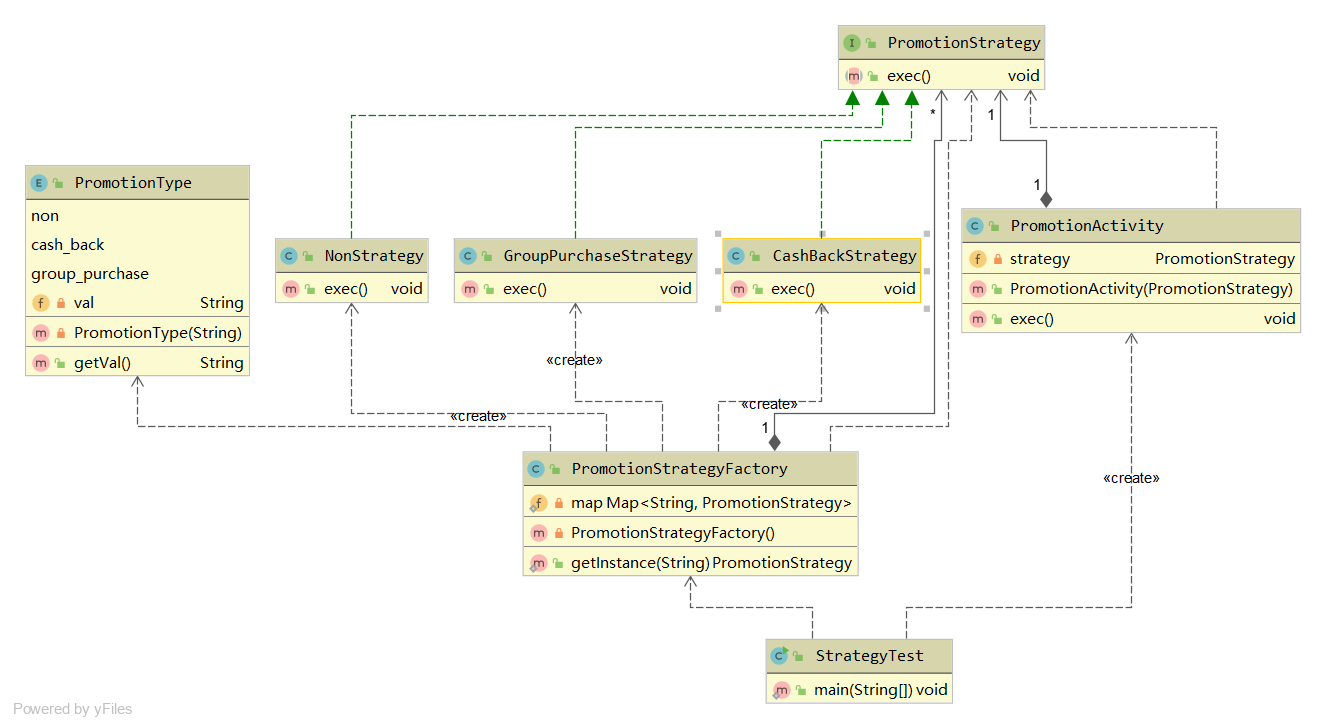 I PromotionStrategy
m exec() void
*
1
1
E PromotionType
non
cash_back
group_purchase
f val String
m PromotionType(String)
m getVal() String
C NonStrategy
m exec() void
C GroupPurchaseStrategy
m exec() void
C CashBackStrategy
m exec() void
C PromotionActivity
f strategy PromotionStrategy
m PromotionActivity(PromotionStrategy)
m exec() void
«create»
«create»
«create»
1
«create»
C PromotionStrategyFactory
f map Map<String, PromotionStrategy>
m PromotionStrategyFactory()
m getInstance(String) PromotionStrategy
C StrategyTest
m main(String[]) void
Powered by yFiles